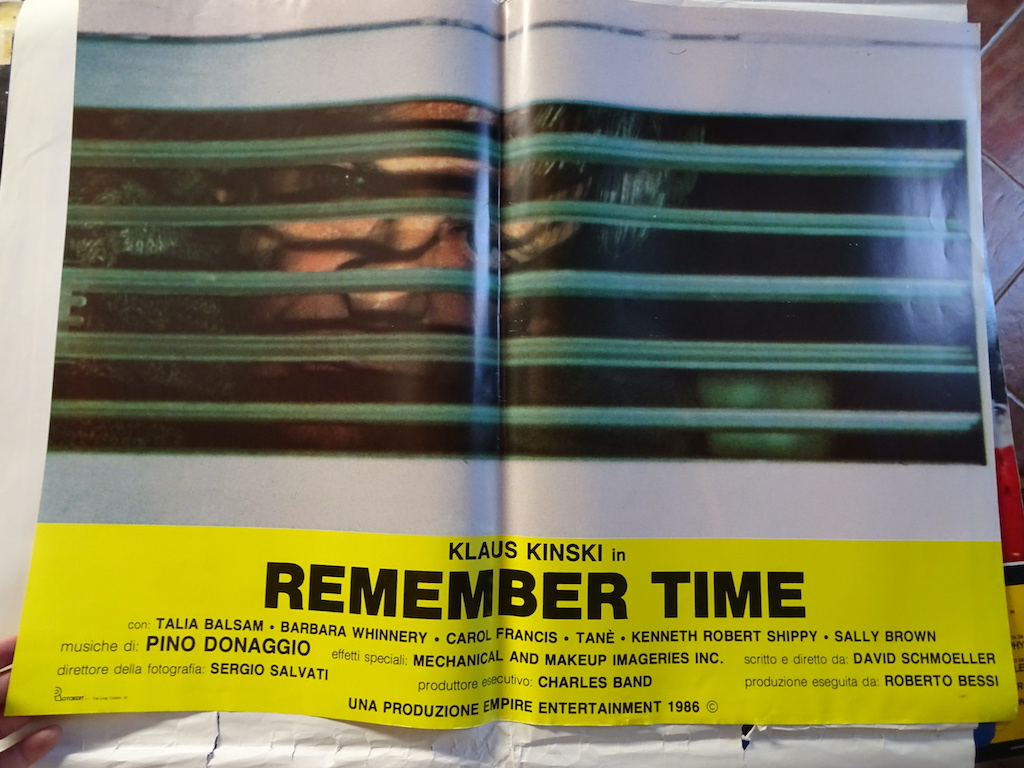 KLAUS KINSKI in
REMEMBER TIME
con: TALIA BALSAM • BARBARA WHINNERY • CAROL FRANCIS • TANÈ • KENNETH ROBERT SHIPPY • SALLY BROWN
musiche di: PINO DONAGGIO effetti speciali: MECHANICAL AND MAKEUP IMAGERIES INC. scritto e diretto da: DAVID SCHMOELLER
direttore della fotografia: SERGIO SALVATI produttore esecutivo: CHARLES BAND produzione eseguita da: ROBERTO BESSI
UNA PRODUZIONE EMPIRE ENTERTAINMENT 1986 ©